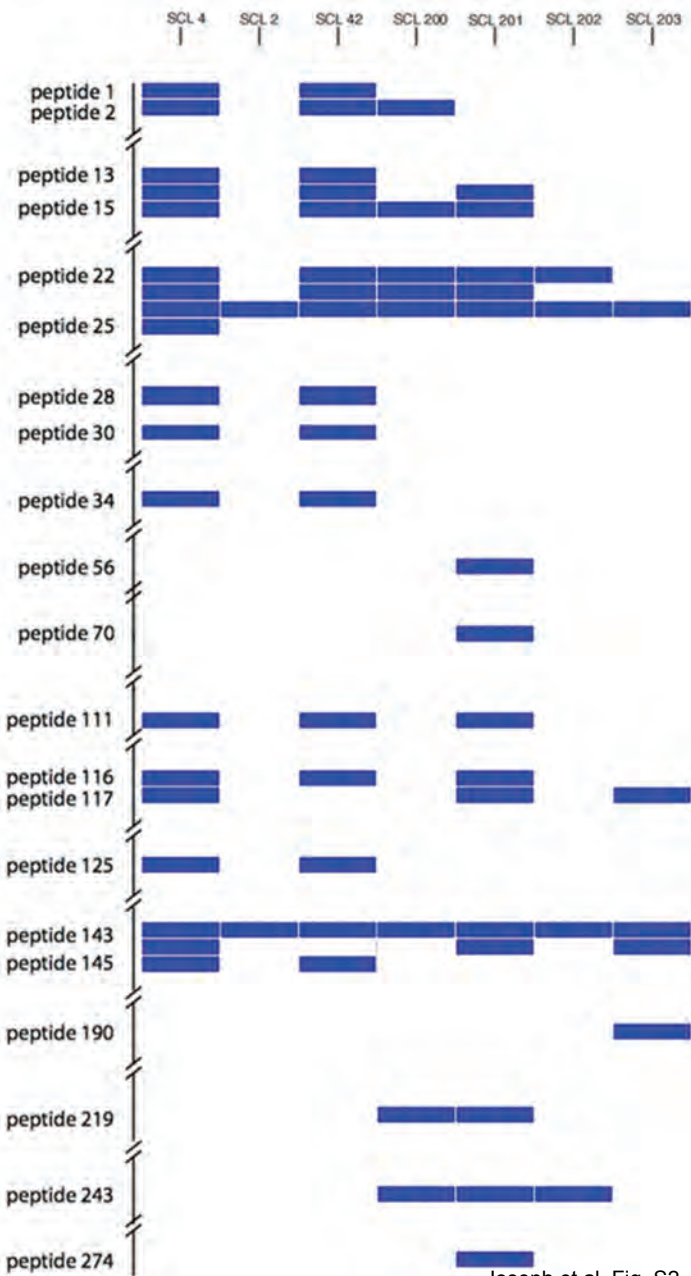 SCL 4 SCL 2 SCL 42 SCL 200 SCL 201 SCL 202 SCL 203
peptide 1
peptide 2
peptide 13
peptide 15
peptide 22
peptide 25
peptide 28
peptide 30
peptide 34
peptide 56
peptide 70
peptide 111
peptide 116
peptide 117
peptide 125
peptide 143
peptide 145
peptide 190
peptide 219
peptide 243
peptide 274
Joseph et al. Fig. S2